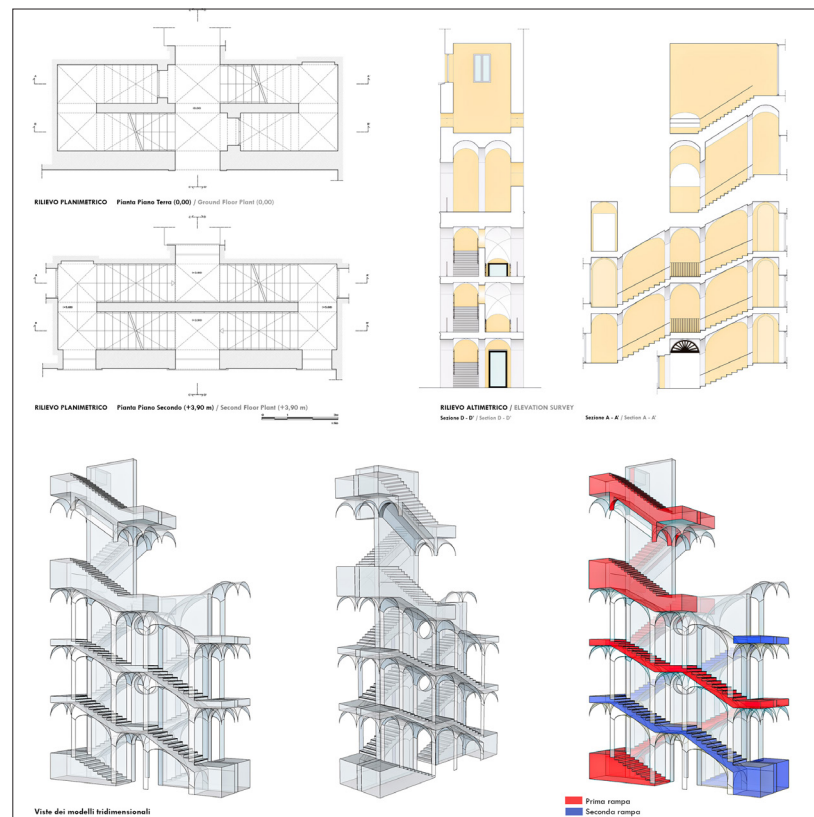 RILIEVO PLANIMETRICO Pianta Piano Terra (0,00) / Ground Floor Plant (0,00)
RILIEVO PLANIMETRICO Pianta Piano Secondo (+3,90 m) / Second Floor Plant (+3,90 m)
RILIEVO ALTIMETRICO / ELEVATION SURVEY
Sezione D - D' / Section D - D'
Sezione A - A' / Section A - A'
Viste dei modelli tridimensionali
Prima rampa
Seconda rampa